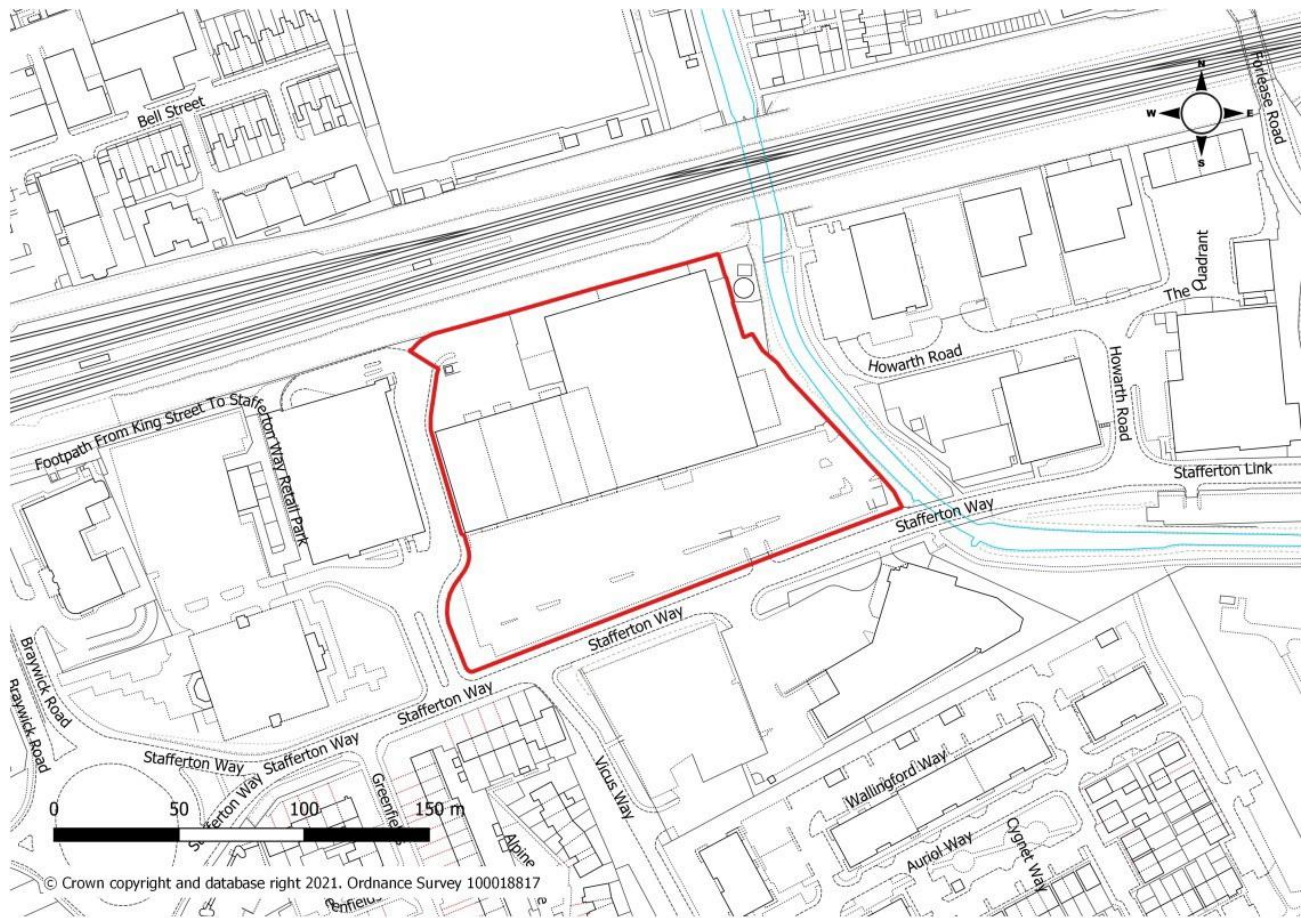 Bell Street
Forlease Road
N
W
E
S
The Quadrant
Howarth Road
Howarth Road
Footpath From King Street To Stafferton Way Retail Park
Stafferton Link
Stafferton Way
Stafferton Way
Braywick Road
Braywick Road
Stafferton Way
Stafferton Way
Stafferton Way
Stafferton Way
Greenfields
Vicus Way
Wallingford Way
Auriol Way
Cygnet Way
Alpine
0 50 100 150 m
© Crown copyright and database right 2021. Ordnance Survey 100018817
enfields